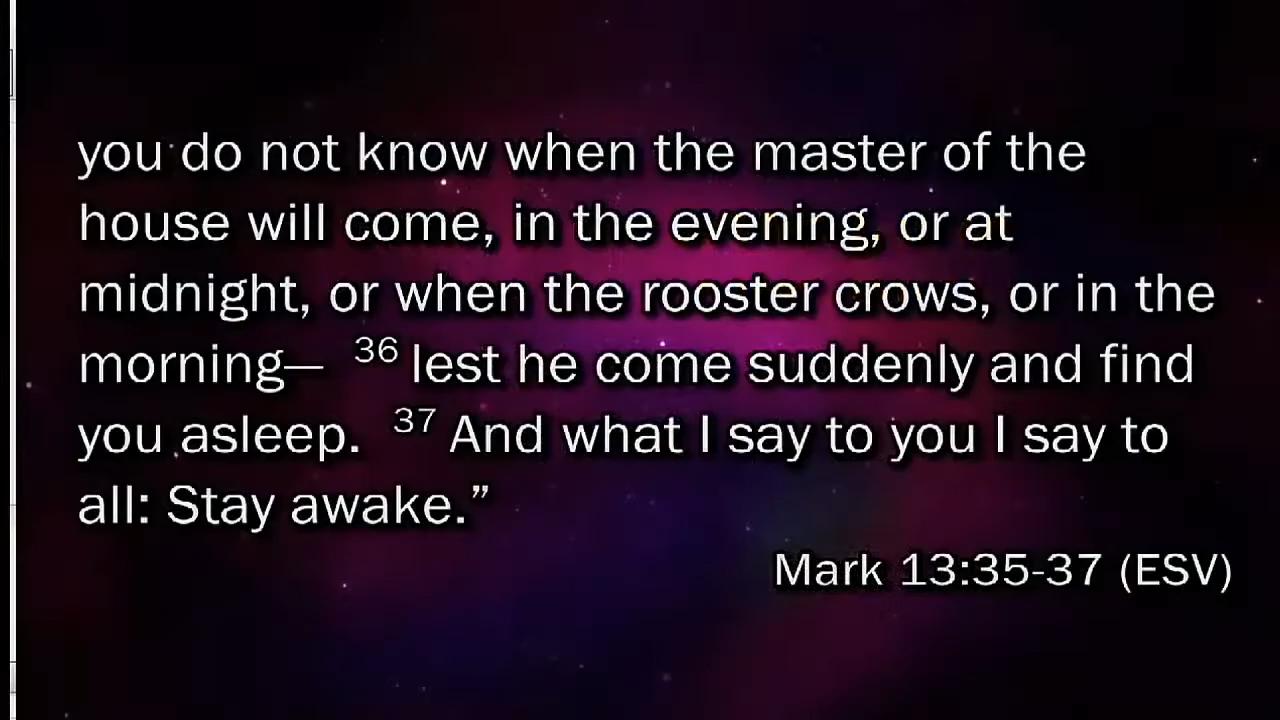 you do not know when the master of the
house will come, in the evening, or at
midnight, or when the rooster crows, or in the
morning— 36 lest he come suddenly and find
you asleep. 37 And what I say to you I say to
all: Stay awake.”
Mark 13:35-37 (ESV)